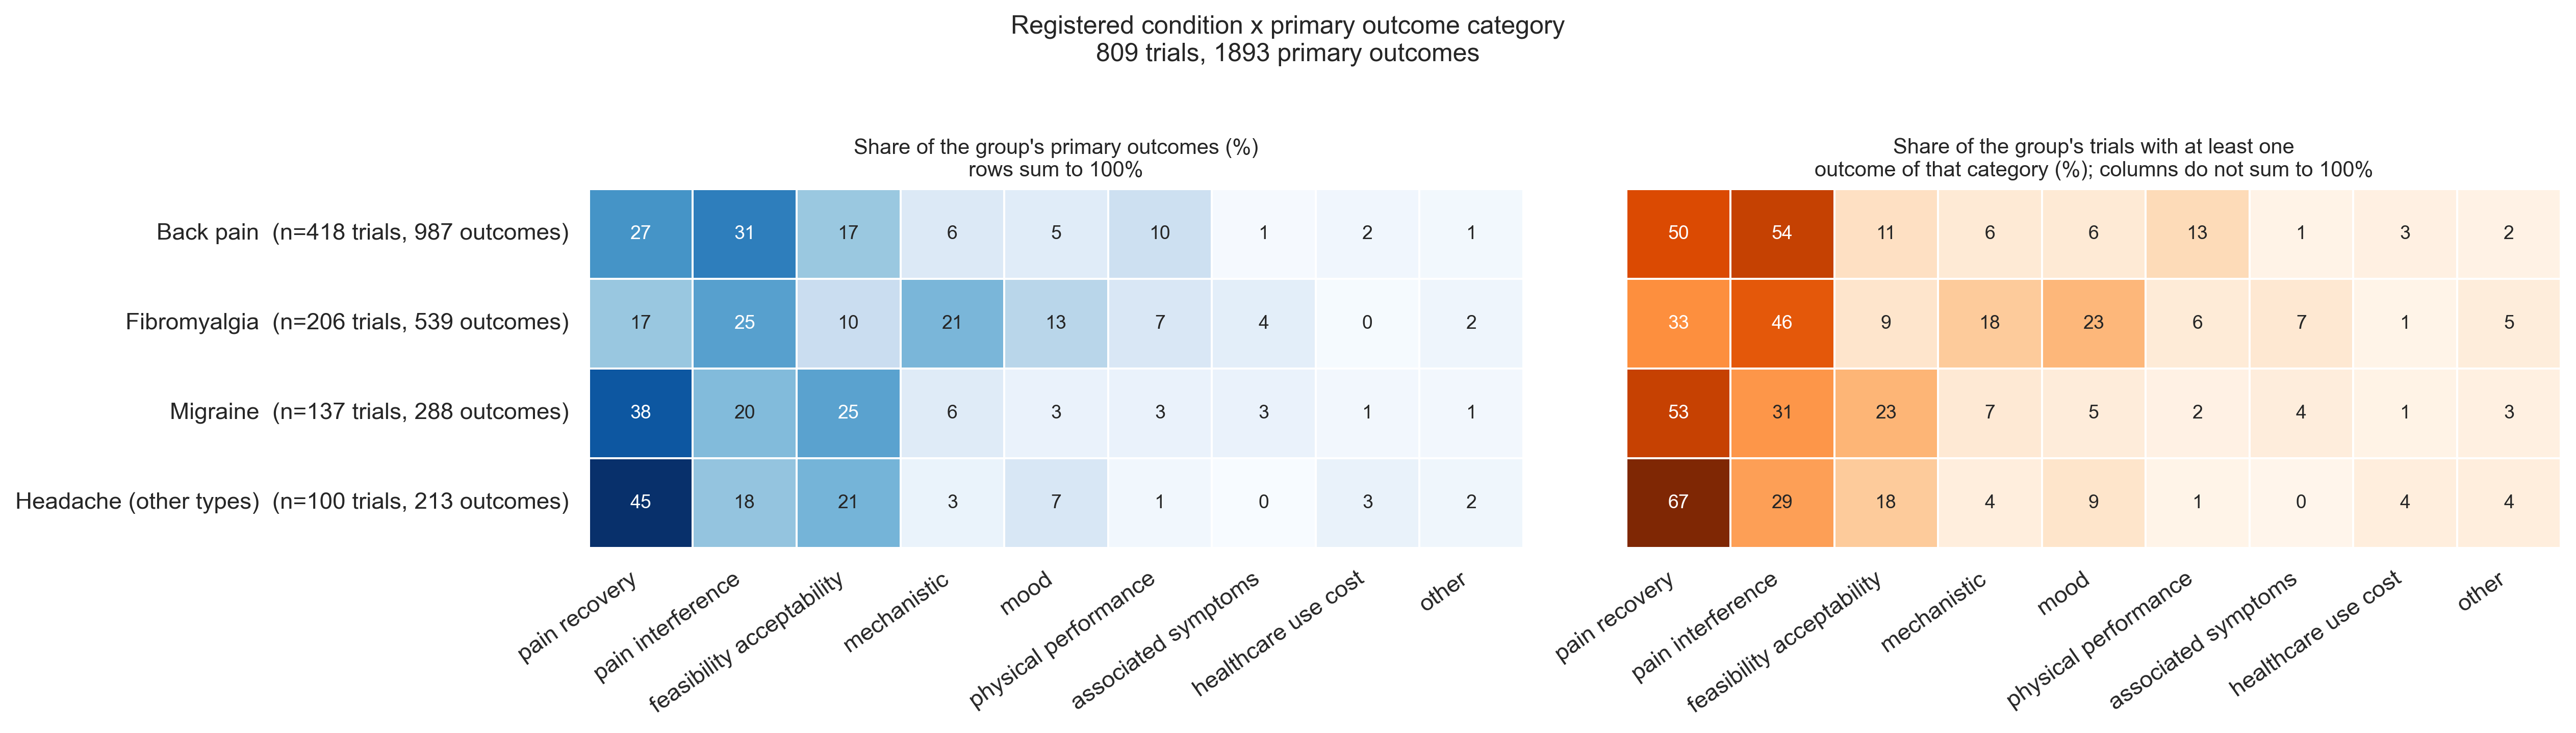 Registered condition x primary outcome category
809 trials, 1893 primary outcomes
Share of the group's primary outcomes (%)
rows sum to 100%
Share of the group's trials with at least one
outcome of that category (%); columns do not sum to 100%
Back pain (n=418 trials, 987 outcomes) 27 31 17 6 5 10 1 2 1 50 54 11 6 6 13 1 3 2
Fibromyalgia (n=206 trials, 539 outcomes) 17 25 10 21 13 7 4 0 2 33 46 9 18 23 6 7 1 5
Migraine (n=137 trials, 288 outcomes) 38 20 25 6 3 3 3 1 1 53 31 23 7 5 2 4 1 3
Headache (other types) (n=100 trials, 213 outcomes) 45 18 21 3 7 1 0 3 2 67 29 18 4 9 1 0 4 4
pain recovery
pain interference
feasibility acceptability
mechanistic
mood
physical performance
associated symptoms
healthcare use cost
other
pain recovery
pain interference
feasibility acceptability
mechanistic
mood
physical performance
associated symptoms
healthcare use cost
other